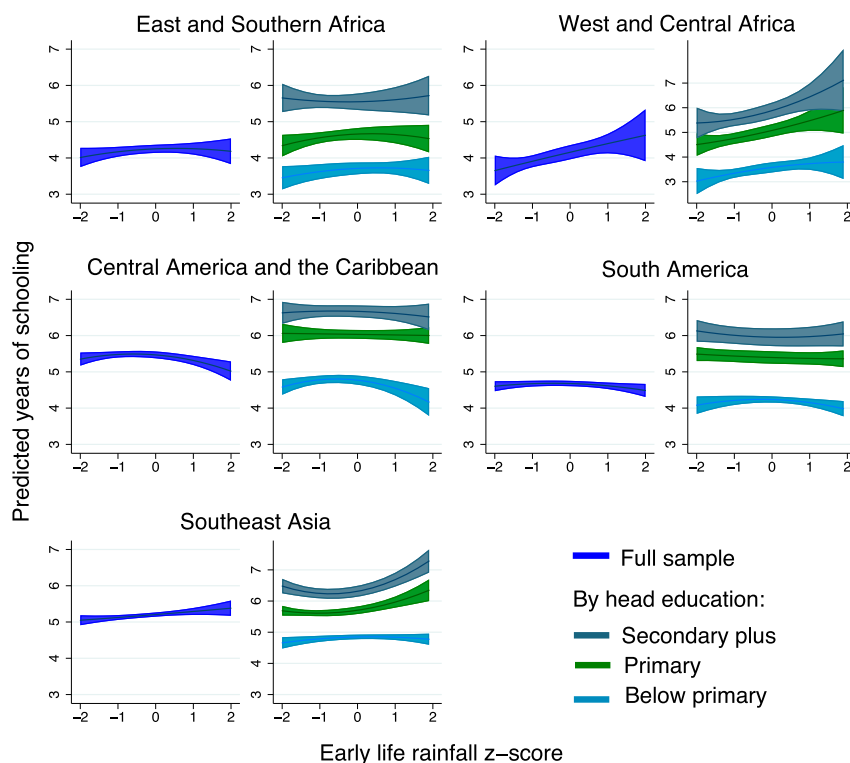 East and Southern Africa
7
6
5
4
3
−2 −1 0 1 2
7
6
5
4
3
−2 −1 0 1 2
West and Central Africa
7
6
5
4
3
−2 −1 0 1 2
7
6
5
4
3
−2 −1 0 1 2
Predicted years of schooling
Central America and the Caribbean
7
6
5
4
3
−2 −1 0 1 2
7
6
5
4
3
−2 −1 0 1 2
South America
7
6
5
4
3
−2 −1 0 1 2
7
6
5
4
3
−2 −1 0 1 2
Southeast Asia
7
6
5
4
3
−2 −1 0 1 2
7
6
5
4
3
−2 −1 0 1 2
Full sample
By head education:
Secondary plus
Primary
Below primary
Early life rainfall z−score